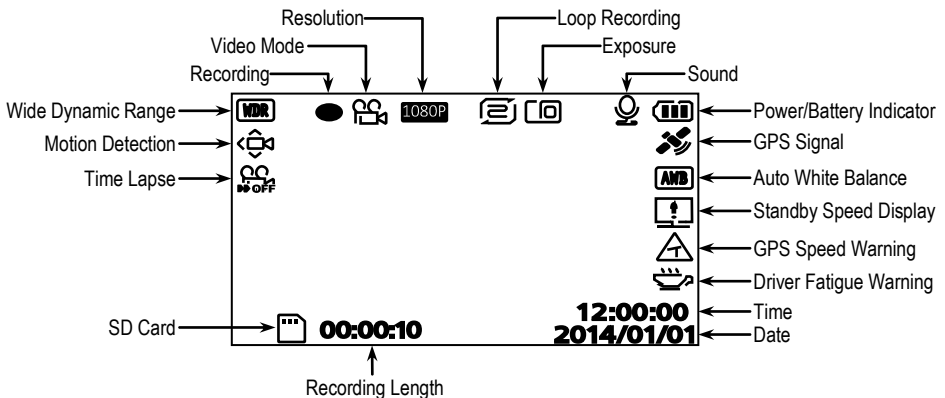 Resolution
Loop Recording
Video Mode
Exposure
Recording
Sound
Wide Dynamic Range
WDR
1080P
Power/Battery Indicator
Motion Detection
GPS Signal
Time Lapse
OFF
AWB
Auto White Balance
Standby Speed Display
GPS Speed Warning
Driver Fatigue Warning
12:00:00
Time
SD Card
00:00:10
2014/01/01
Date
Recording Length